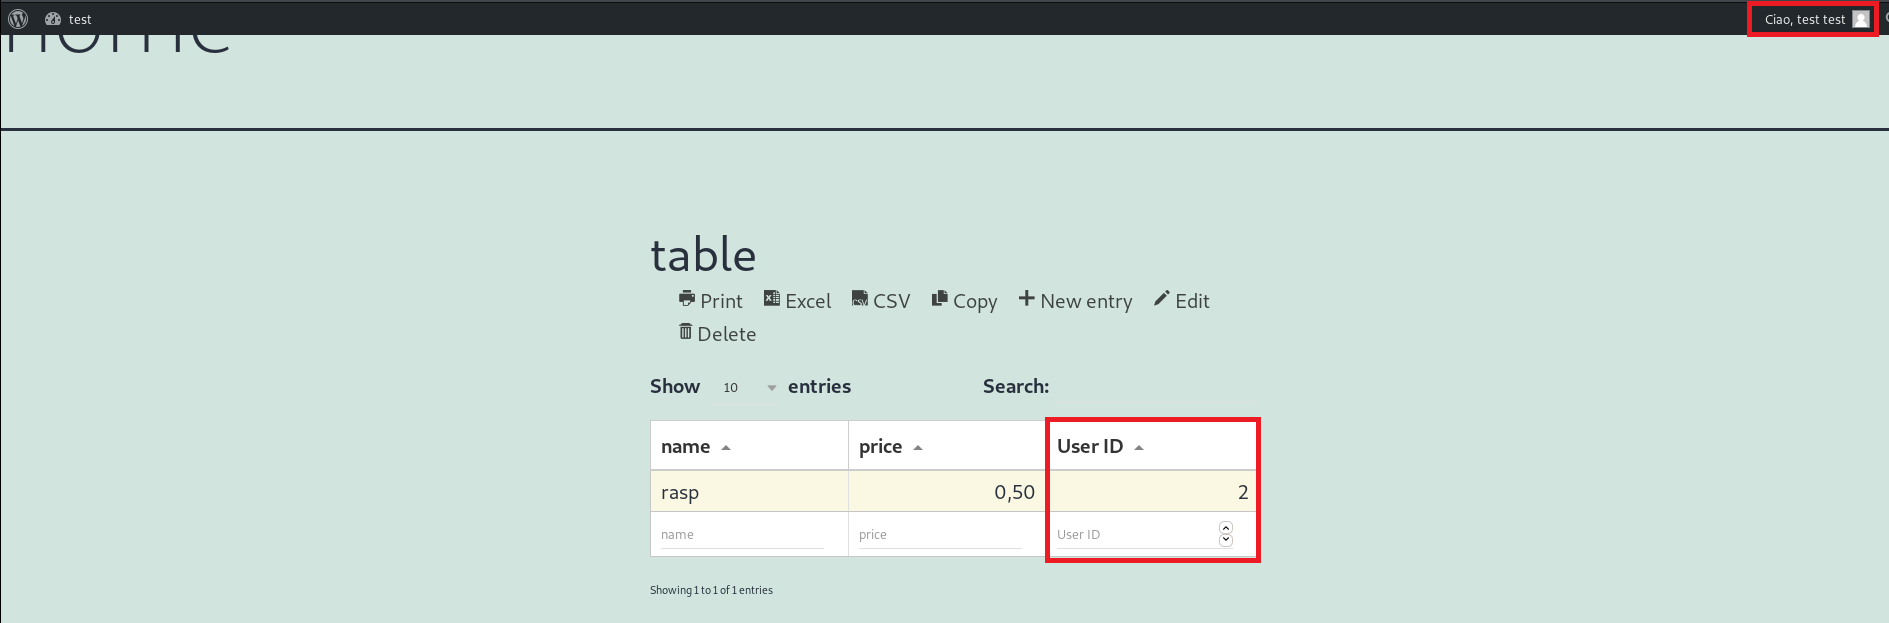 test
Ciao, test test
Home
table
Print Excel CSV Copy New entry Edit
Delete
Show 10 entries Search:
name price User ID
rasp 0,50 2
name price User ID
Showing 1 to 1 of 1 entries